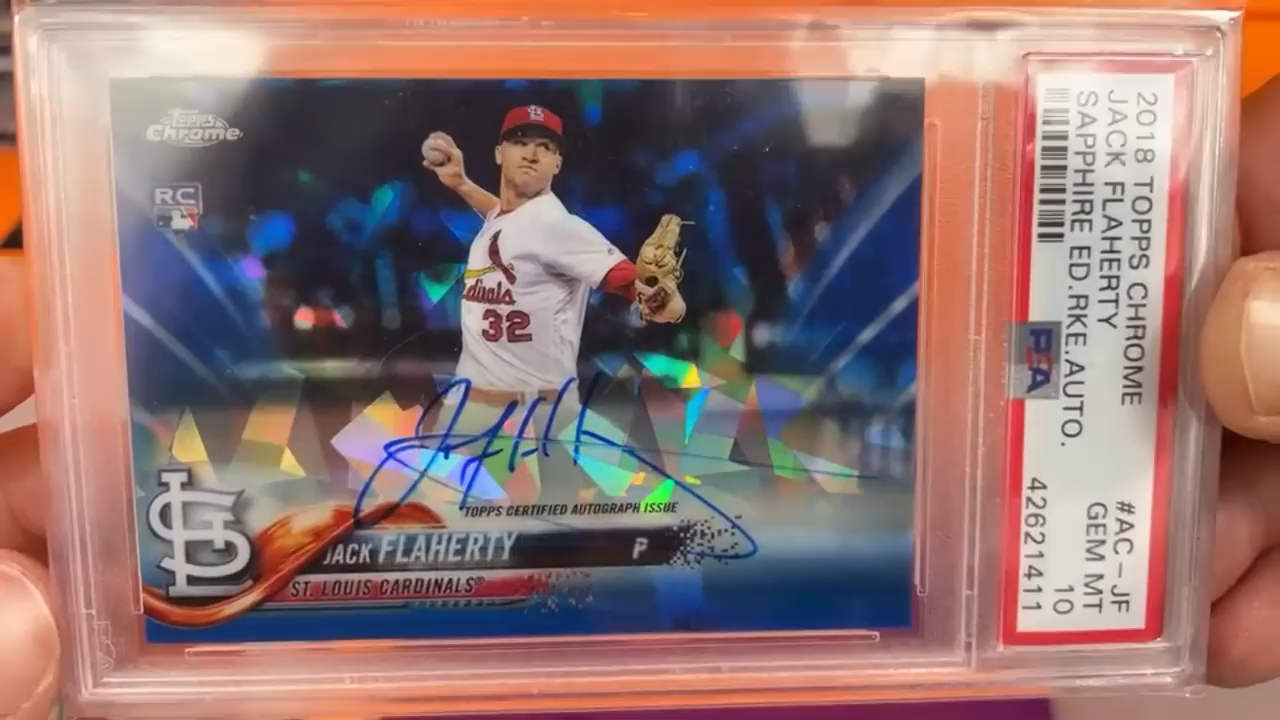 Topps
Chrome
RC
Cardinals
32
TOPPS CERTIFIED AUTOGRAPH ISSUE
JACK FLAHERTY P
ST. LOUIS CARDINALS®
STL
2018 TOPPS CHROME #AC-JF
JACK FLAHERTY GEM MT
SAPPHIRE ED.RKE.AUTO. 10
42621411
PSA